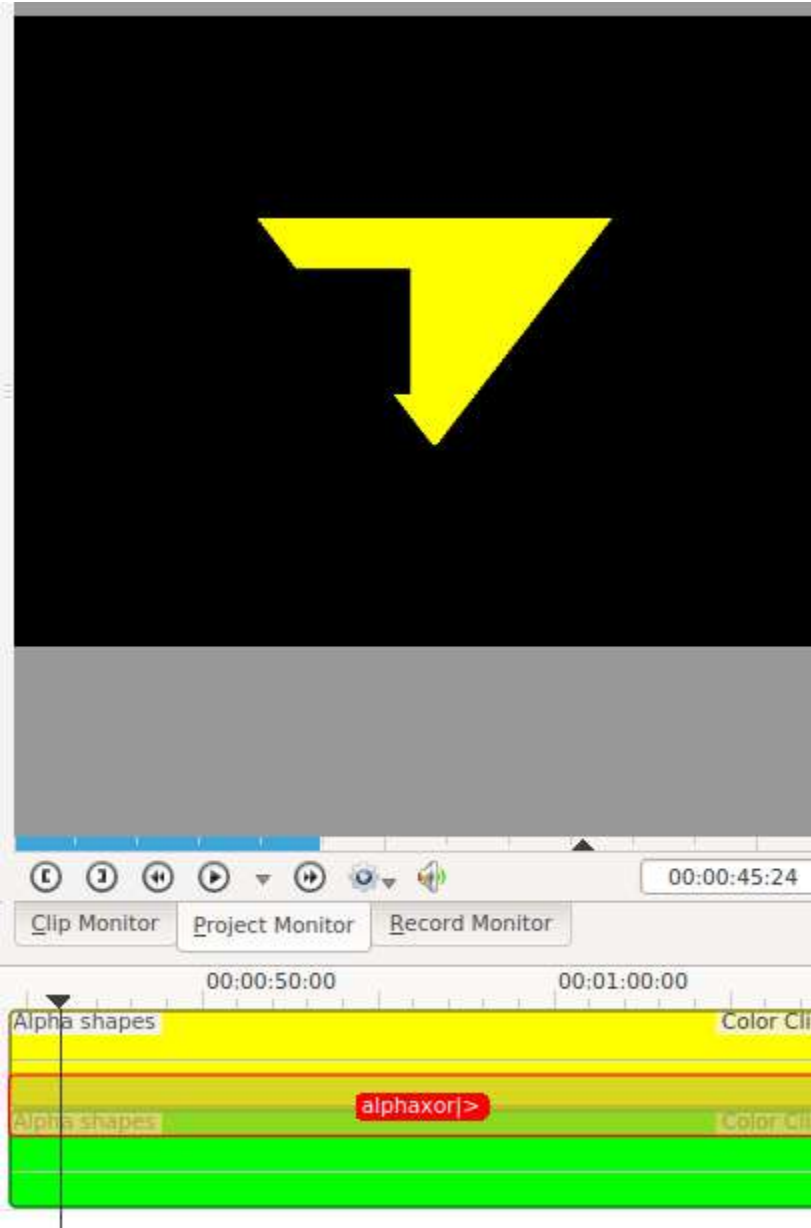 00:00:45:24
Clip Monitor Project Monitor Record Monitor
00:00:50:00 00:01:00:00
Alpha shapes Color Cli
alphaxor|>
Alpha shapes Color Cli